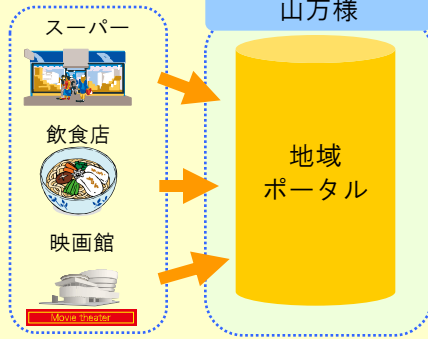 山万様
スーパー
飲食店
映画館
Movie theater
地域
ポータル